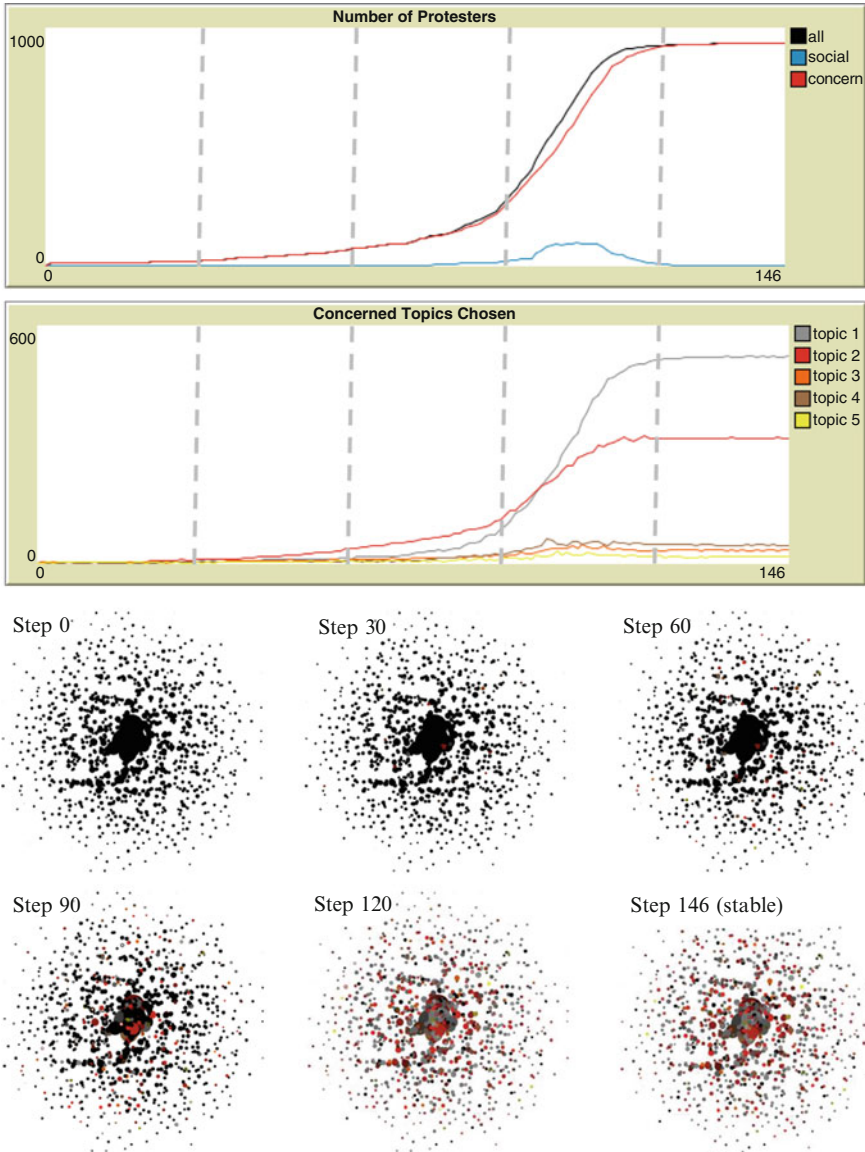 Number of Protesters
1000
0
0
146
all
social
concern
Concerned Topics Chosen
600
0
0
146
topic 1
topic 2
topic 3
topic 4
topic 5
Step 0
Step 30
Step 60
Step 90
Step 120
Step 146 (stable)